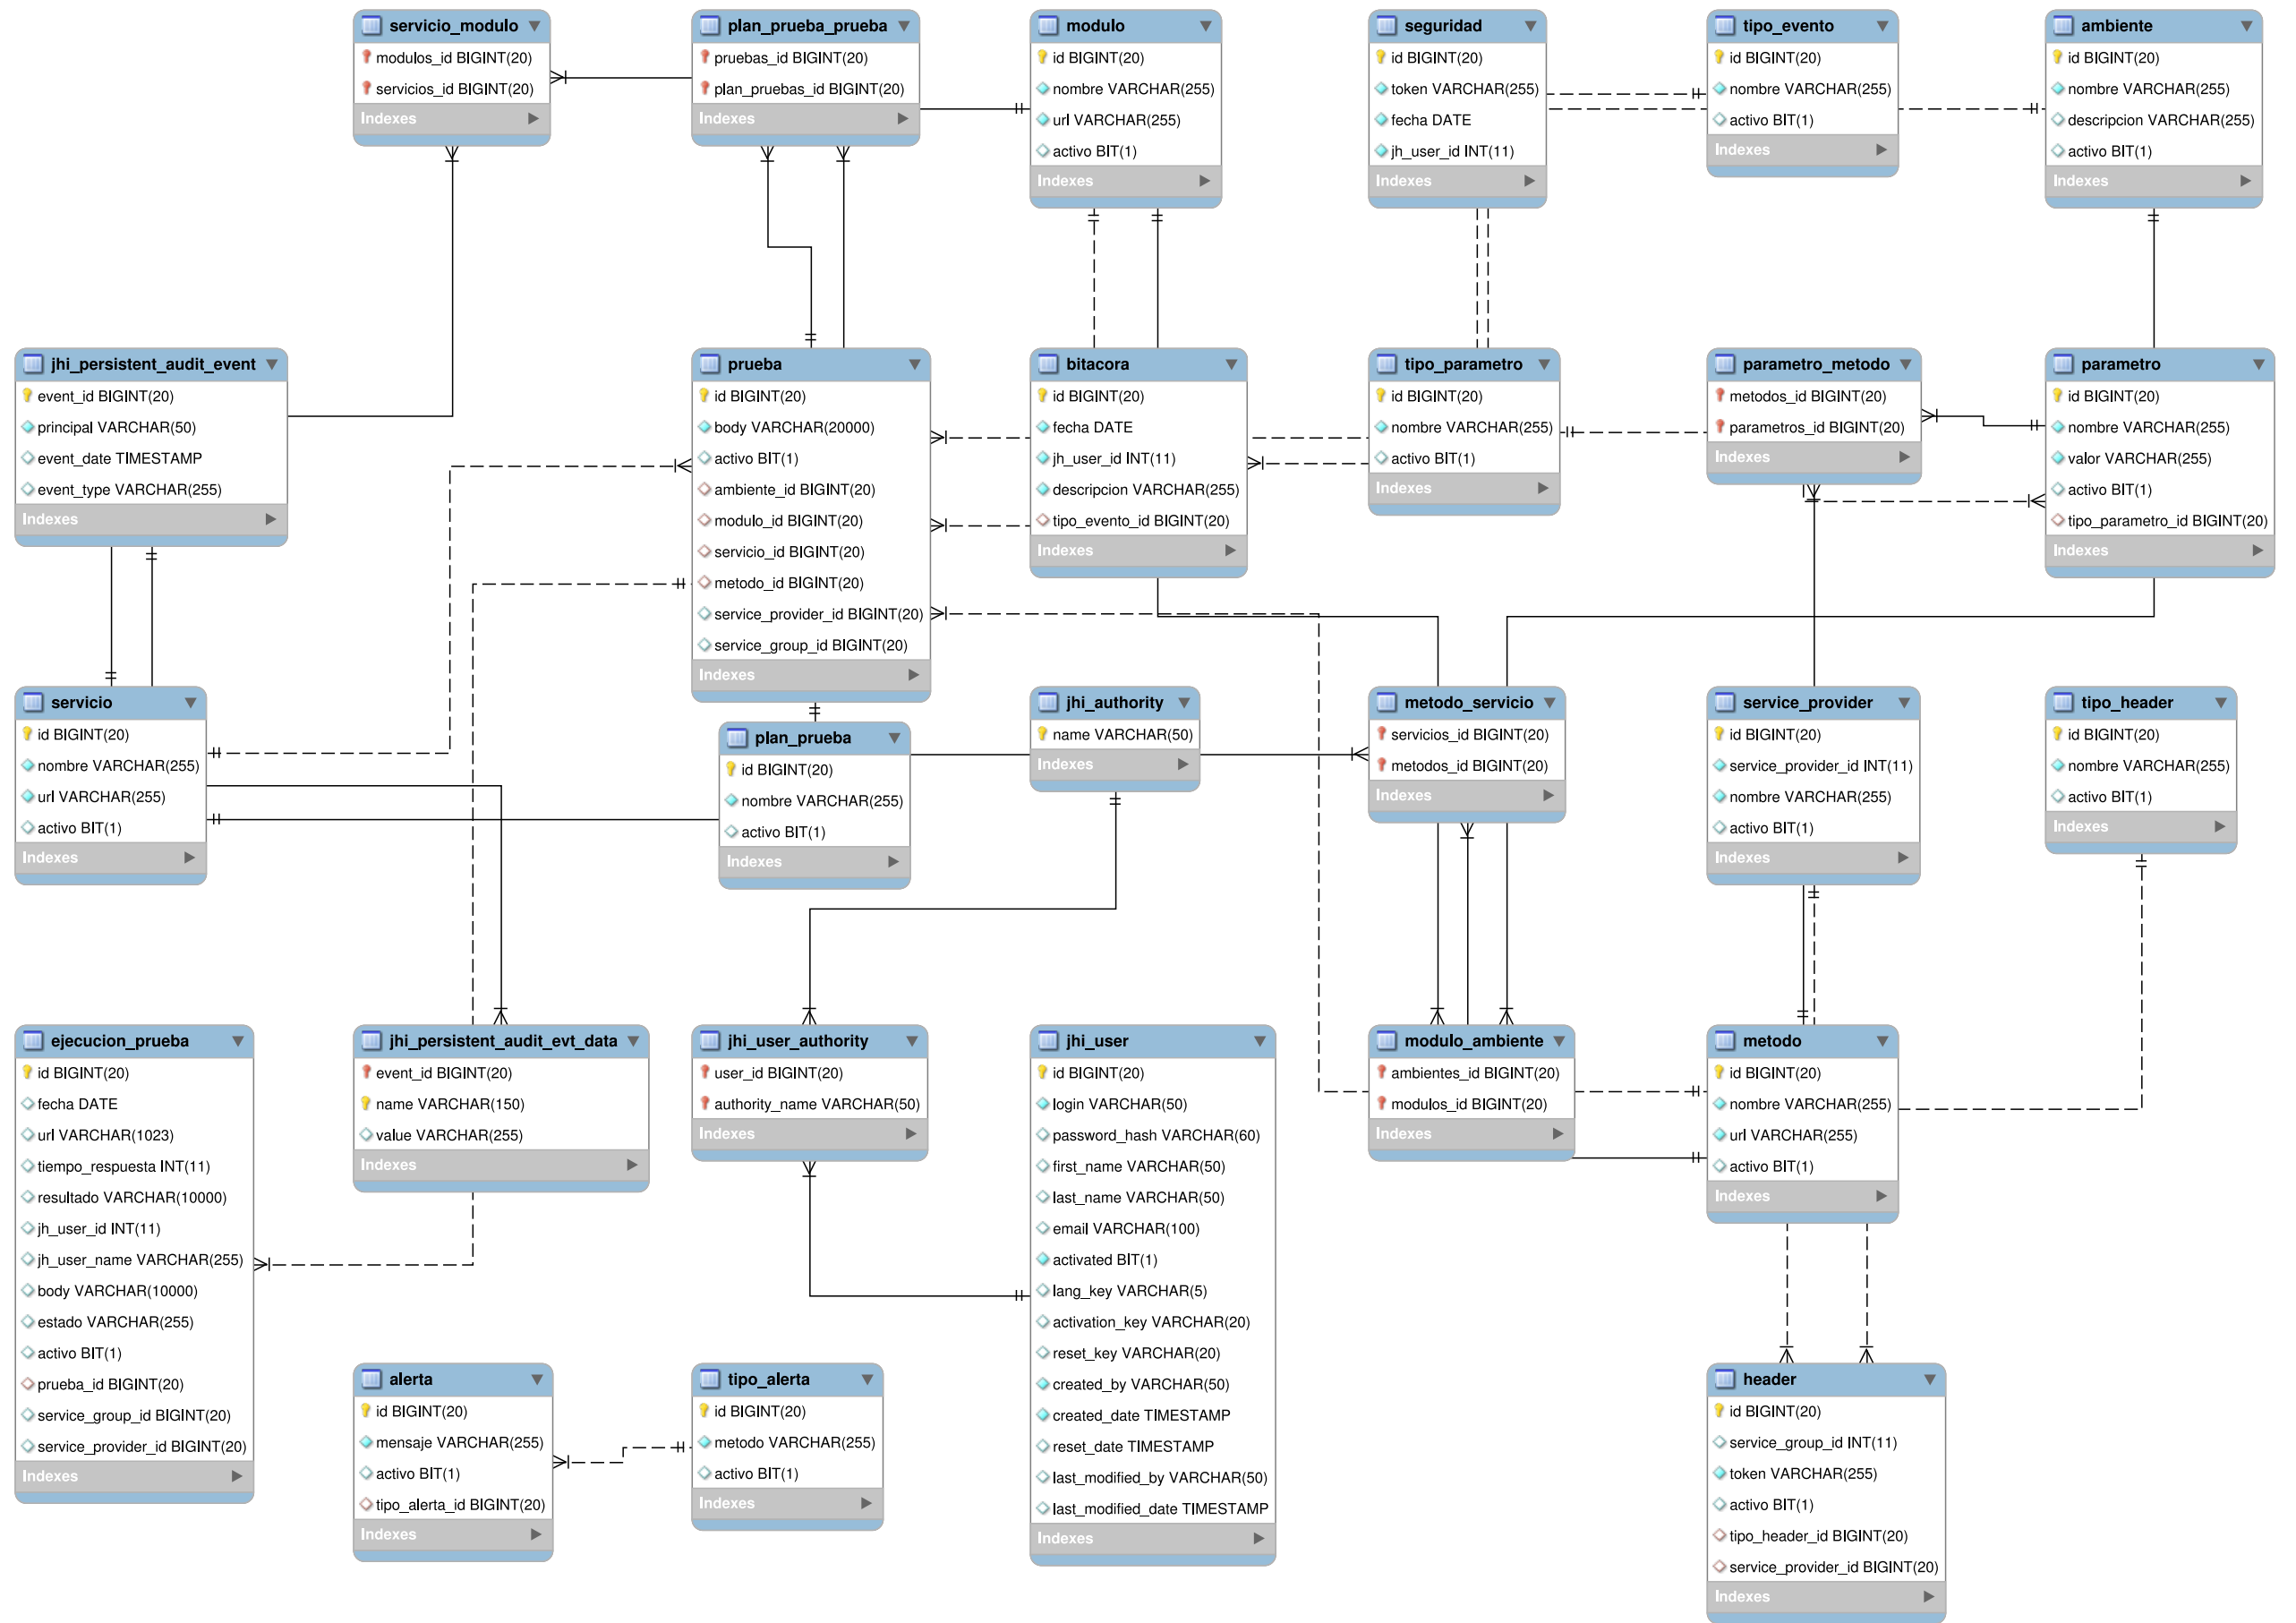 servicio_modulo
modulos_id BIGINT(20)
servicios_id BIGINT(20)
Indexes
plan_prueba_prueba
pruebas_id BIGINT(20)
plan_pruebas_id BIGINT(20)
Indexes
modulo
id BIGINT(20)
nombre VARCHAR(255)
url VARCHAR(255)
activo BIT(1)
Indexes
seguridad
id BIGINT(20)
token VARCHAR(255)
fecha DATE
jh_user_id INT(11)
Indexes
tipo_evento
id BIGINT(20)
nombre VARCHAR(255)
activo BIT(1)
Indexes
ambiente
id BIGINT(20)
nombre VARCHAR(255)
descripcion VARCHAR(255)
activo BIT(1)
Indexes
jhi_persistent_audit_event
event_id BIGINT(20)
principal VARCHAR(50)
event_date TIMESTAMP
event_type VARCHAR(255)
Indexes
prueba
id BIGINT(20)
body VARCHAR(20000)
activo BIT(1)
ambiente_id BIGINT(20)
modulo_id BIGINT(20)
servicio_id BIGINT(20)
metodo_id BIGINT(20)
service_provider_id BIGINT(20)
service_group_id BIGINT(20)
Indexes
bitacora
id BIGINT(20)
fecha DATE
jh_user_id INT(11)
descripcion VARCHAR(255)
tipo_evento_id BIGINT(20)
Indexes
tipo_parametro
id BIGINT(20)
nombre VARCHAR(255)
activo BIT(1)
Indexes
parametro_metodo
metodos_id BIGINT(20)
parametros_id BIGINT(20)
Indexes
parametro
id BIGINT(20)
nombre VARCHAR(255)
valor VARCHAR(255)
activo BIT(1)
tipo_parametro_id BIGINT(20)
Indexes
servicio
id BIGINT(20)
nombre VARCHAR(255)
url VARCHAR(255)
activo BIT(1)
Indexes
plan_prueba
id BIGINT(20)
nombre VARCHAR(255)
activo BIT(1)
Indexes
jhi_authority
name VARCHAR(50)
Indexes
metodo_servicio
servicios_id BIGINT(20)
metodos_id BIGINT(20)
Indexes
service_provider
id BIGINT(20)
service_provider_id INT(11)
nombre VARCHAR(255)
activo BIT(1)
Indexes
tipo_header
id BIGINT(20)
nombre VARCHAR(255)
activo BIT(1)
Indexes
ejecucion_prueba
id BIGINT(20)
fecha DATE
url VARCHAR(1023)
tiempo_respuesta INT(11)
resultado VARCHAR(10000)
jh_user_id INT(11)
jh_user_name VARCHAR(255)
body VARCHAR(10000)
estado VARCHAR(255)
activo BIT(1)
prueba_id BIGINT(20)
service_group_id BIGINT(20)
service_provider_id BIGINT(20)
Indexes
jhi_persistent_audit_evt_data
event_id BIGINT(20)
name VARCHAR(150)
value VARCHAR(255)
Indexes
jhi_user_authority
user_id BIGINT(20)
authority_name VARCHAR(50)
Indexes
jhi_user
id BIGINT(20)
login VARCHAR(50)
password_hash VARCHAR(60)
first_name VARCHAR(50)
last_name VARCHAR(50)
email VARCHAR(100)
activated BIT(1)
lang_key VARCHAR(5)
activation_key VARCHAR(20)
reset_key VARCHAR(20)
created_by VARCHAR(50)
created_date TIMESTAMP
reset_date TIMESTAMP
last_modified_by VARCHAR(50)
last_modified_date TIMESTAMP
Indexes
modulo_ambiente
ambientes_id BIGINT(20)
modulos_id BIGINT(20)
Indexes
metodo
id BIGINT(20)
nombre VARCHAR(255)
url VARCHAR(255)
activo BIT(1)
Indexes
alerta
id BIGINT(20)
mensaje VARCHAR(255)
activo BIT(1)
tipo_alerta_id BIGINT(20)
Indexes
tipo_alerta
id BIGINT(20)
metodo VARCHAR(255)
activo BIT(1)
Indexes
header
id BIGINT(20)
service_group_id INT(11)
token VARCHAR(255)
activo BIT(1)
tipo_header_id BIGINT(20)
service_provider_id BIGINT(20)
Indexes